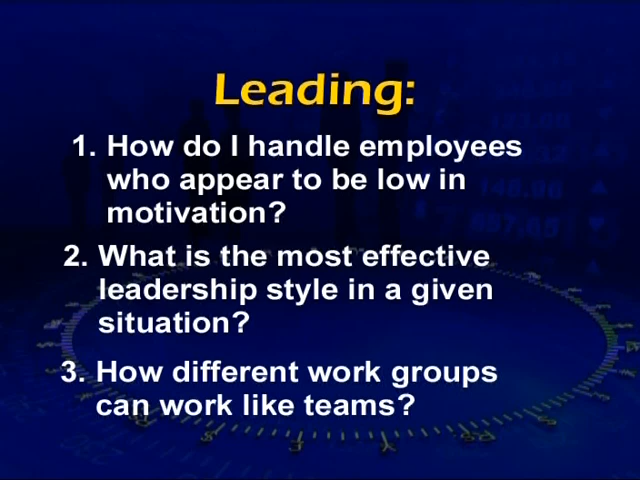 Leading:
1. How do I handle employees
who appear to be low in
motivation?
2. What is the most effective
leadership style in a given
situation?
3. How different work groups
can work like teams?